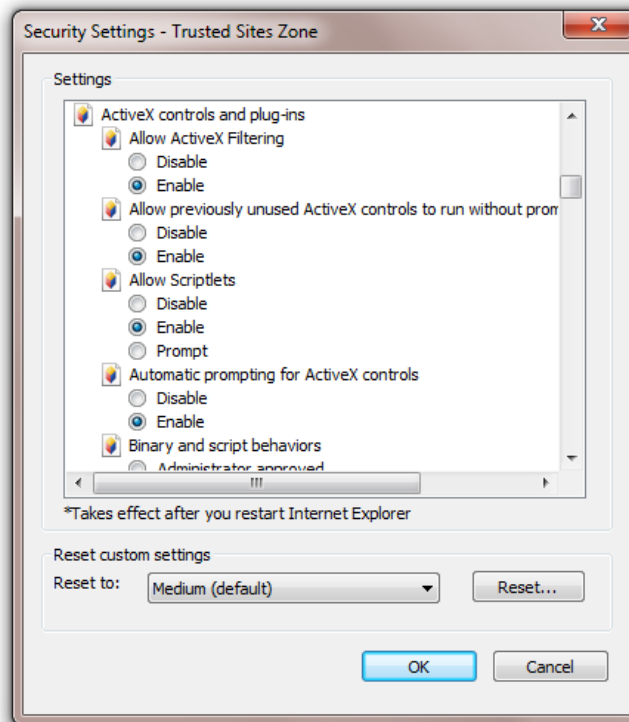 Security Settings - Trusted Sites Zone
Settings
ActiveX controls and plug-ins
Allow ActiveX Filtering
Disable
Enable
Allow previously unused ActiveX controls to run without prom
Disable
Enable
Allow Scriptlets
Disable
Enable
Prompt
Automatic prompting for ActiveX controls
Disable
Enable
Binary and script behaviors
Administrator approved
*Takes effect after you restart Internet Explorer
Reset custom settings
Reset to: Medium (default) Reset...
OK Cancel